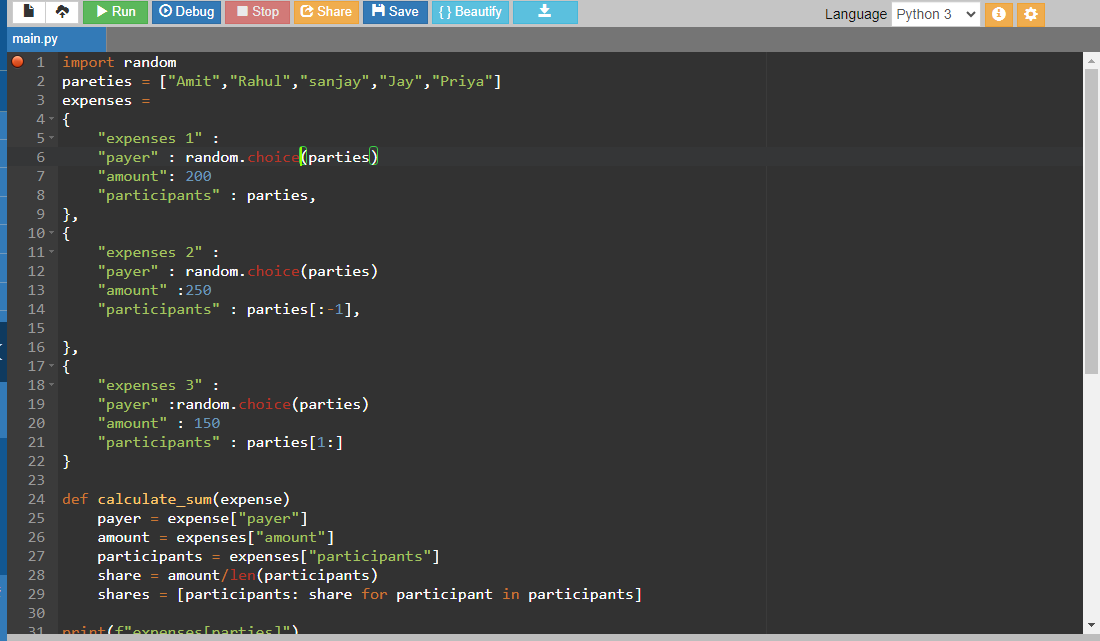 Run Debug Stop Share Save { } Beautify Language Python 3
main.py
1 import random
2 pareties = ["Amit","Rahul","sanjay","Jay","Priya"]
3 expenses =
4 {
5 "expenses 1" :
6 "payer" : random.choice(parties)
7 "amount": 200
8 "participants" : parties,
9 },
10 {
11 "expenses 2" :
12 "payer" : random.choice(parties)
13 "amount" :250
14 "participants" : parties[:-1],
15
16 },
17 {
18 "expenses 3" :
19 "payer" :random.choice(parties)
20 "amount" : 150
21 "participants" : parties[1:]
22 }
23
24 def calculate_sum(expense)
25 payer = expense["payer"]
26 amount = expenses["amount"]
27 participants = expenses["participants"]
28 share = amount/len(participants)
29 shares = [participants: share for participant in participants]
30
31 print(f"expenses[parties]")